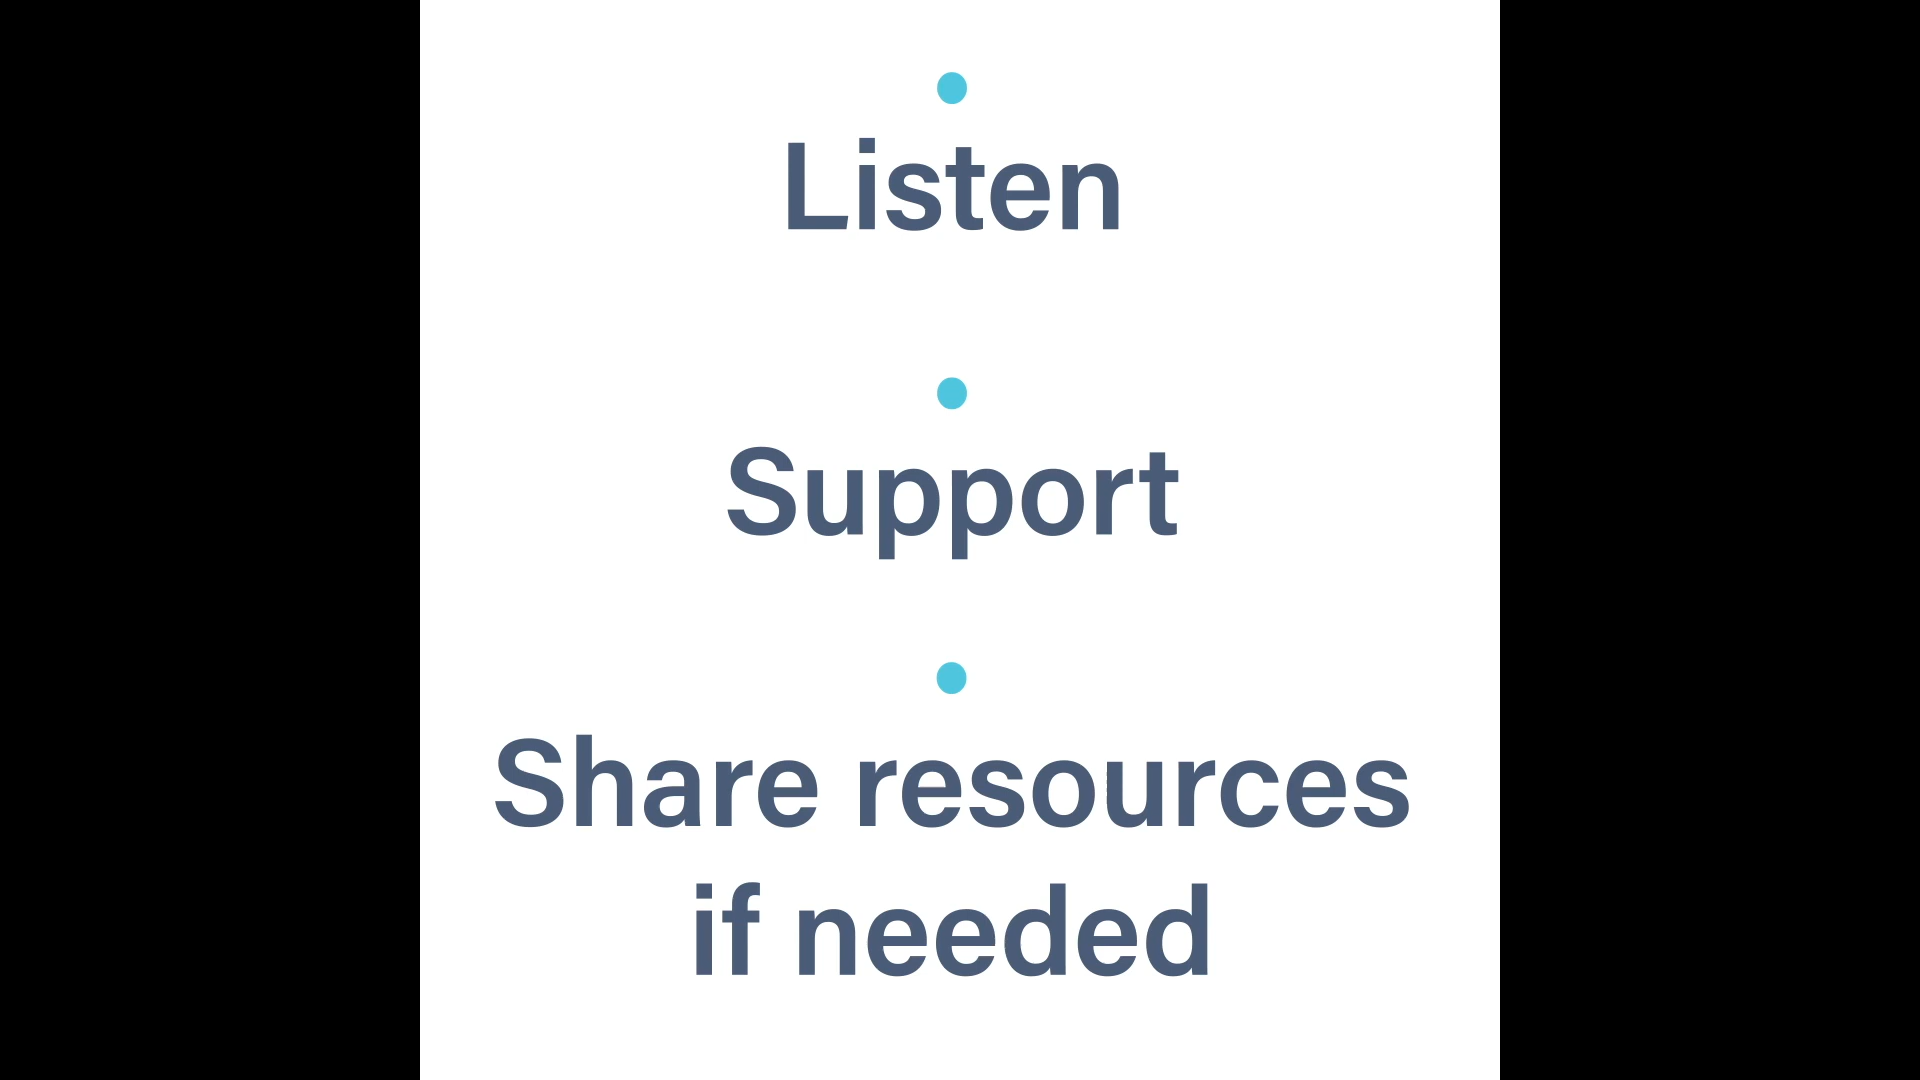 Listen
Support
Share resources
if needed